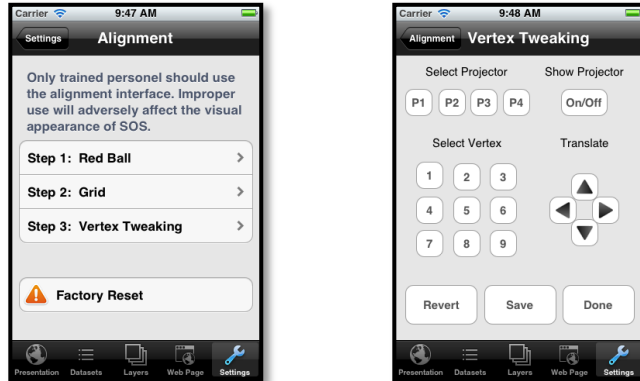 Carrier 9:47 AM
Settings Alignment
Only trained personel should use
the alignment interface. Improper
use will adversely affect the visual
appearance of SOS.
Step 1: Red Ball
Step 2: Grid
Step 3: Vertex Tweaking
Factory Reset
Presentation Datasets Layers Web Page Settings
Carrier 9:48 AM
Alignment Vertex Tweaking
Select Projector Show Projector
P1 P2 P3 P4 On/Off
Select Vertex Translate
1 2 3
4 5 6
7 8 9
Revert Save Done
Presentation Datasets Layers Web Page Settings